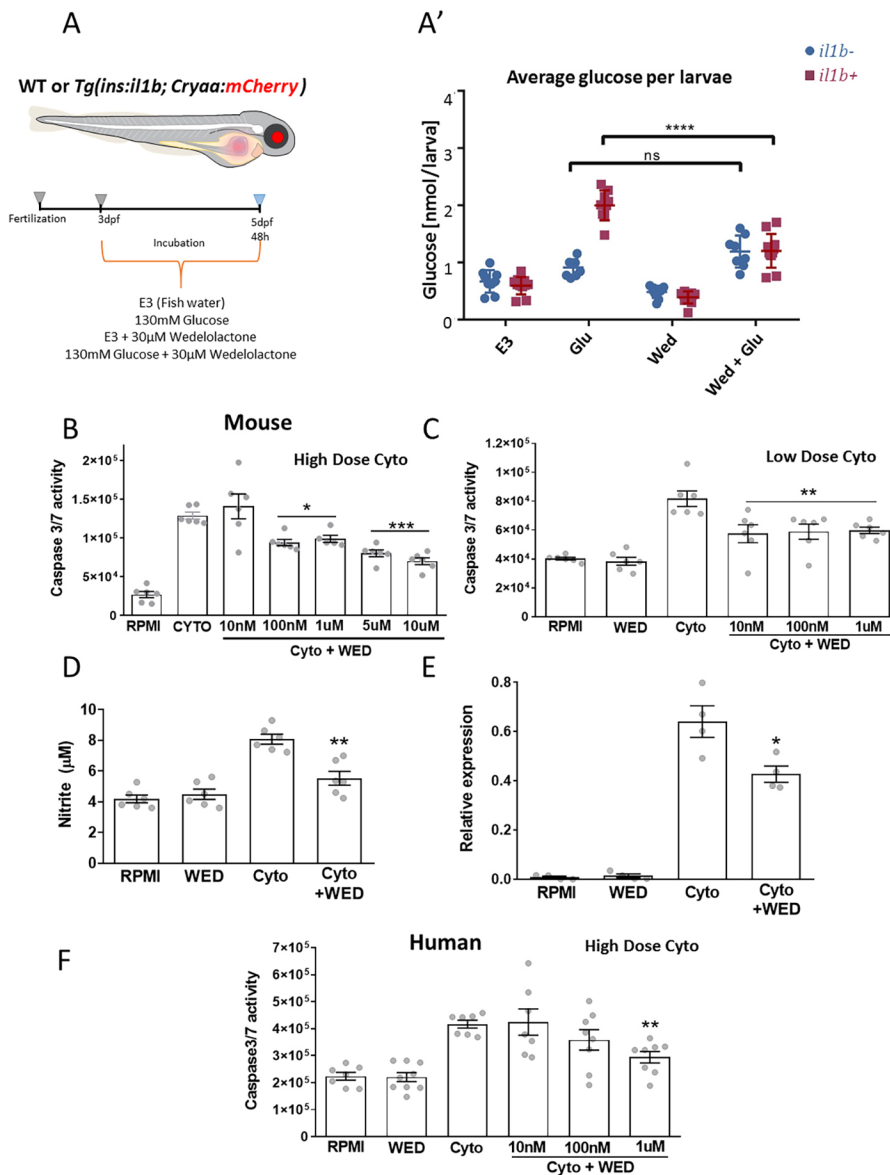 A
WT or Tg(ins:il1b; Cryaa:mCherry)
Fertilization
3dpf
5dpf
48h
Incubation
E3 (Fish water)
130mM Glucose
E3 + 30µM Wedelolactone
130mM Glucose + 30µM Wedelolactone
A'
il1b-
il1b+
Average glucose per larvae
Glucose [nmol/larva]
4
3
2
1
0
****
ns
E3
Glu
Wed
Wed + Glu
B
Mouse
High Dose Cyto
Caspase 3/7 activity
2×10⁵
1.5×10⁵
1×10⁵
5×10⁴
0
*
***
RPMI CYTO 10nM 100nM 1uM 5uM 10uM
Cyto + WED
C
Low Dose Cyto
Caspase 3/7 activity
1.2×10⁵
1×10⁵
8×10⁴
6×10⁴
4×10⁴
2×10⁴
0
**
RPMI WED Cyto 10nM 100nM 1uM
Cyto + WED
D
Nitrite (µM)
10
8
6
4
2
0
**
RPMI WED Cyto Cyto
+WED
E
Relative expression
0.8
0.6
0.4
0.2
0.0
*
RPMI WED Cyto Cyto
+WED
F
Human
High Dose Cyto
Caspase3/7 activity
7×10⁵
6×10⁵
5×10⁵
4×10⁵
3×10⁵
2×10⁵
1×10⁵
0
**
RPMI WED Cyto 10nM 100nM 1uM
Cyto + WED